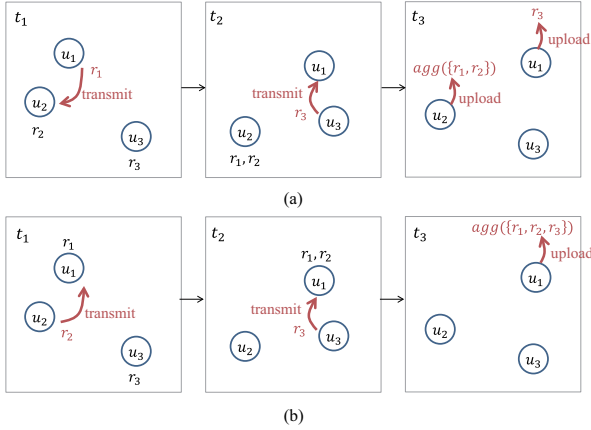 t₁
u₁
r₁
transmit
u₂
r₂
u₃
r₃
t₂
u₁
transmit
r₃
u₃
u₂
r₁, r₂
t₃
r₃
upload
u₁
agg({r₁, r₂})
upload
u₂
u₃
(a)
t₁
r₁
u₁
u₂
transmit
r₂
u₃
r₃
t₂
r₁, r₂
u₁
transmit
r₃
u₃
u₂
t₃
agg({r₁, r₂, r₃})
upload
u₁
u₂
u₃
(b)